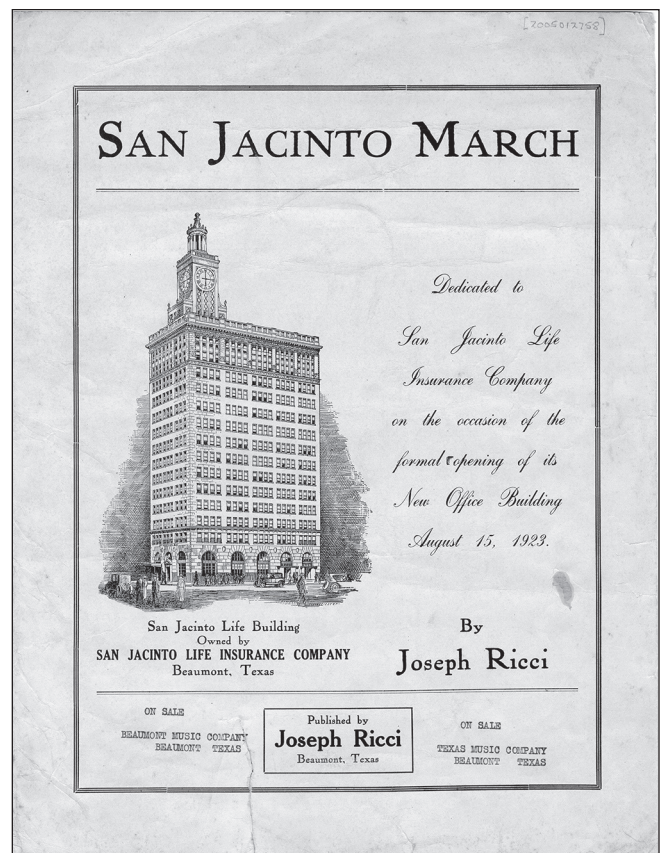 [2005012758]
SAN JACINTO MARCH
Dedicated to
San Jacinto Life
Insurance Company
on the occasion of the
formal opening of its
New Office Building
August 15, 1923.
San Jacinto Life Building
Owned by
SAN JACINTO LIFE INSURANCE COMPANY
Beaumont, Texas
By
Joseph Ricci
ON SALE
BEAUMONT MUSIC COMPANY
BEAUMONT TEXAS
Published by
Joseph Ricci
Beaumont, Texas
ON SALE
TEXAS MUSIC COMPANY
BEAUMONT TEXAS